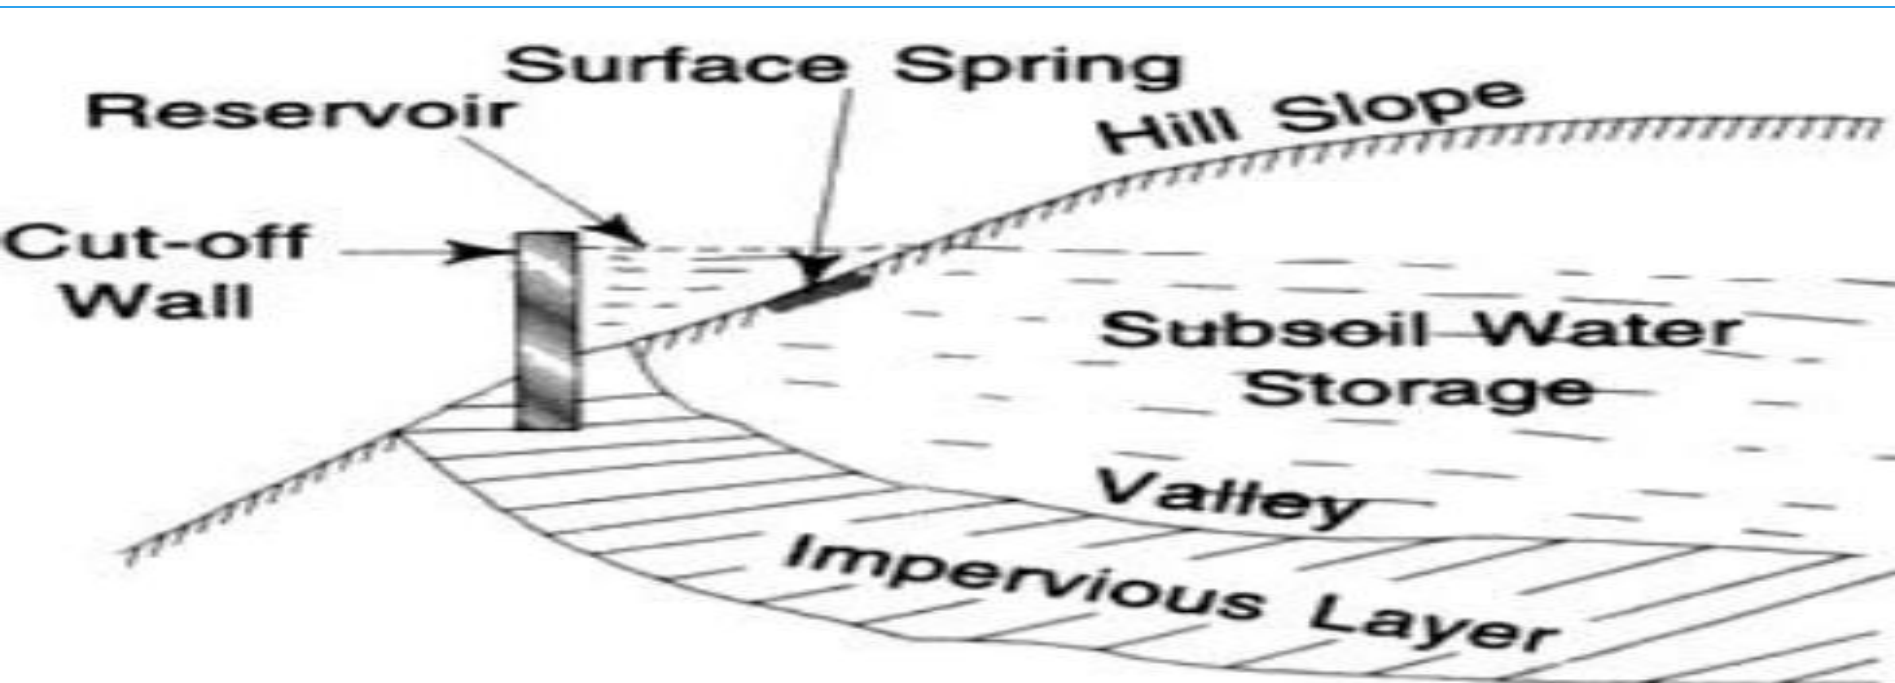 Surface Spring
Reservoir
Hill Slope
Cut-off
Wall
Subsoil Water
Storage
Valley
Impervious Layer